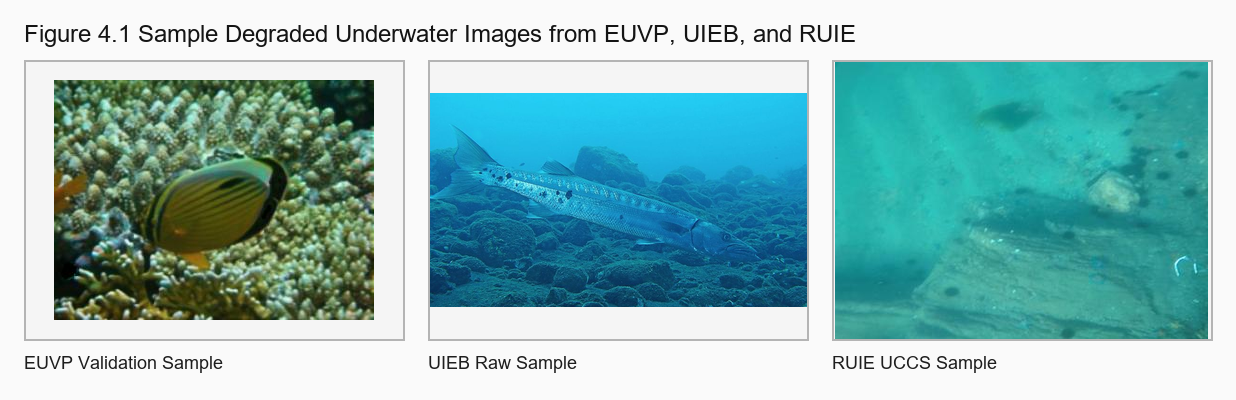 Figure 4.1 Sample Degraded Underwater Images from EUVP, UIEB, and RUIE
EUVP Validation Sample
UIEB Raw Sample
RUIE UCCS Sample